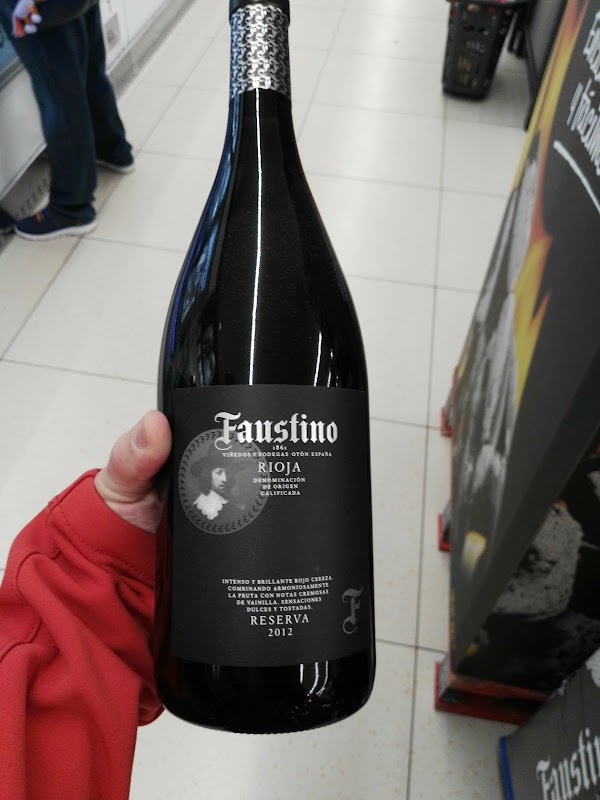 Faustino
1861
VIÑEDOS Y BODEGAS OYÓN ESPAÑA
RIOJA
DENOMINACIÓN
DE ORIGEN
CALIFICADA
INTENSO Y BRILLANTE ROJO CEREZA.
COMBINANDO ARMONIOSAMENTE
LA FRUTA CON NOTAS CREMOSAS
DE VAINILLA. SENSACIONES
DULCES Y TOSTADAS.
RESERVA
2012
F
Faustino